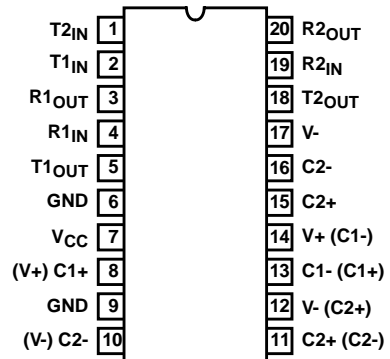 T2IN 1 20 R2OUT
T1IN 2 19 R2IN
R1OUT 3 18 T2OUT
R1IN 4 17 V-
T1OUT 5 16 C2-
GND 6 15 C2+
VCC 7 14 V+ (C1-)
(V+) C1+ 8 13 C1- (C1+)
GND 9 12 V- (C2+)
(V-) C2- 10 11 C2+ (C2-)